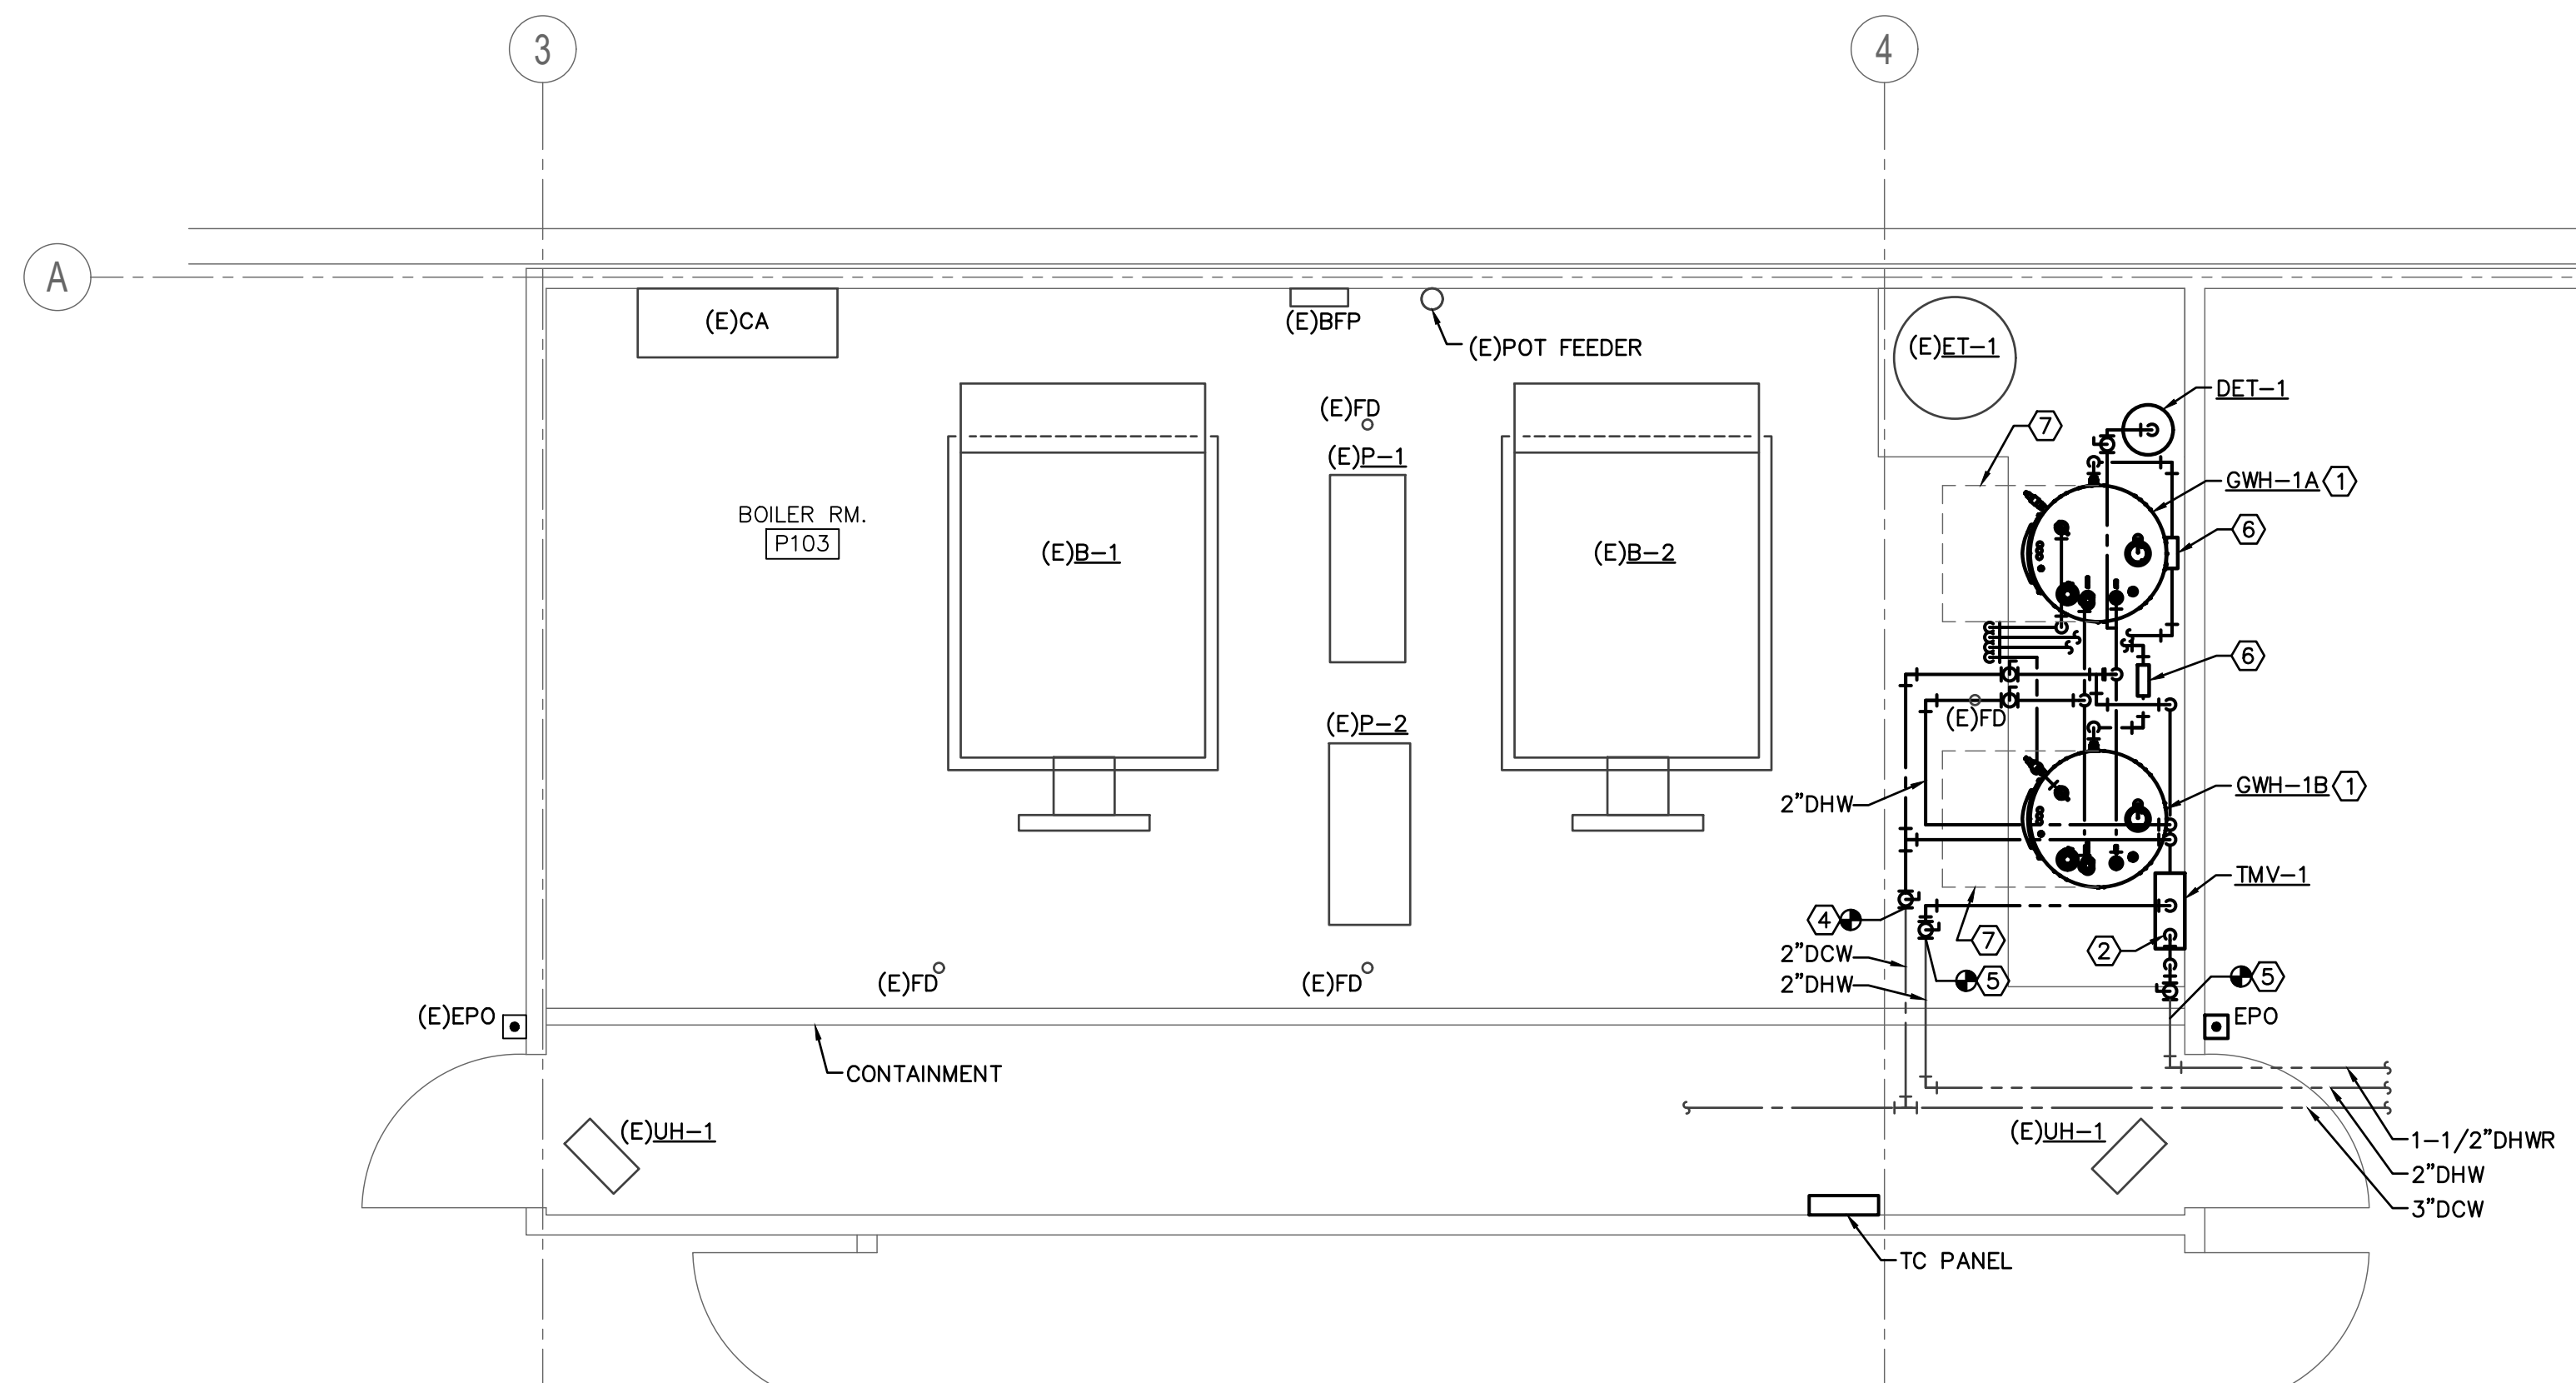 3
4
A
(E)CA
(E)BFP
(E)POT FEEDER
(E)ET-1
DET-1
(E)FD
7
(E)P-1
GWH-1A 1
BOILER RM.
P103
6
(E)B-1
(E)B-2
6
(E)P-2
(E)FD
2"DHW
GWH-1B 1
TMV-1
4
7
2
2"DCW
2"DHW
5
5
(E)FD
(E)FD
(E)EPO
EPO
CONTAINMENT
(E)UH-1
(E)UH-1
1-1/2"DHWR
2"DHW
3"DCW
TC PANEL